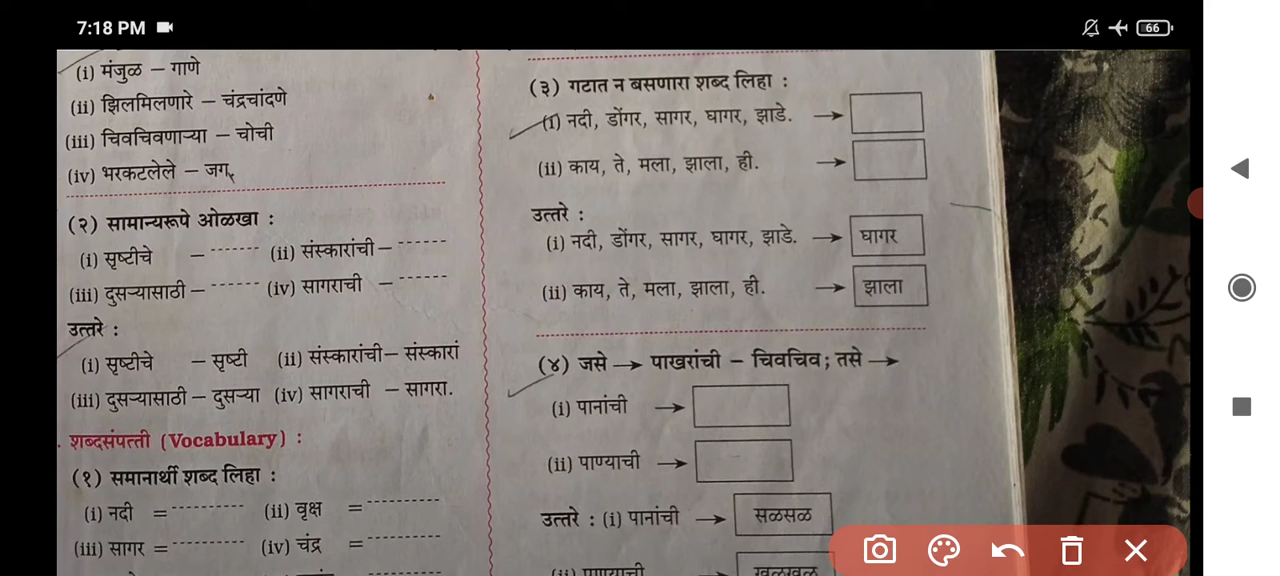 7:18 PM
66
(i) मंजुळ – गाणे
(ii) झिलमिलणारे – चंद्रचांदणे
(iii) चिवचिवणाऱ्या – चोची
(iv) भरकटलेले – जग.
(२) सामान्यरूपे ओळखा :
(i) सृष्टीचे – ------- (ii) संस्कारांची – -------
(iii) दुसऱ्यासाठी – ------- (iv) सागराची – -------
उत्तरे :
(i) सृष्टीचे – सृष्टी (ii) संस्कारांची – संस्कारां
(iii) दुसऱ्यासाठी – दुसऱ्या (iv) सागराची – सागरा.
. शब्दसंपत्ती (Vocabulary) :
(१) समानार्थी शब्द लिहा :
(i) नदी = ---------- (ii) वृक्ष = ----------
(iii) सागर = ---------- (iv) चंद्र = ----------
(३) गटात न बसणारा शब्द लिहा :
(i) नदी, डोंगर, सागर, घागर, झाडे. →
(ii) काय, ते, मला, झाला, ही. →
उत्तरे :
(i) नदी, डोंगर, सागर, घागर, झाडे. → घागर
(ii) काय, ते, मला, झाला, ही. → झाला
(४) जसे → पाखरांची – चिवचिव; तसे →
(i) पानांची →
(ii) पाण्याची →
उत्तरे : (i) पानांची → सळसळ
(ii) पाण्याची → खळखळ